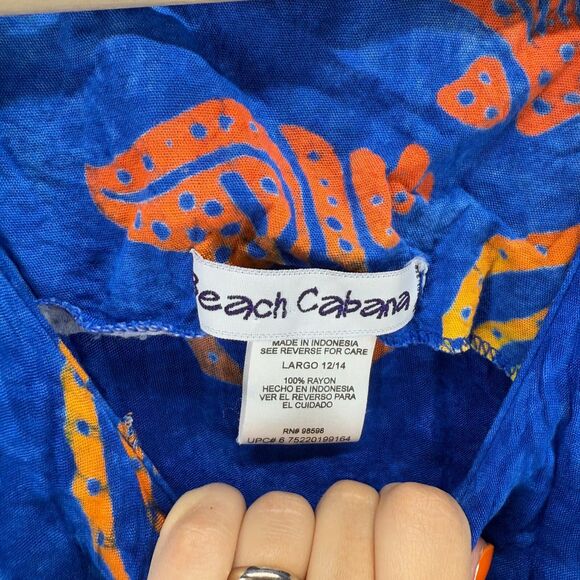 Beach Cabana
MADE IN INDONESIA
SEE REVERSE FOR CARE
LARGO 12/14
100% RAYON
HECHO EN INDONESIA
VER EL REVERSO PARA
EL CUIDADO
RN# 98598
UPC# 6 75220199164